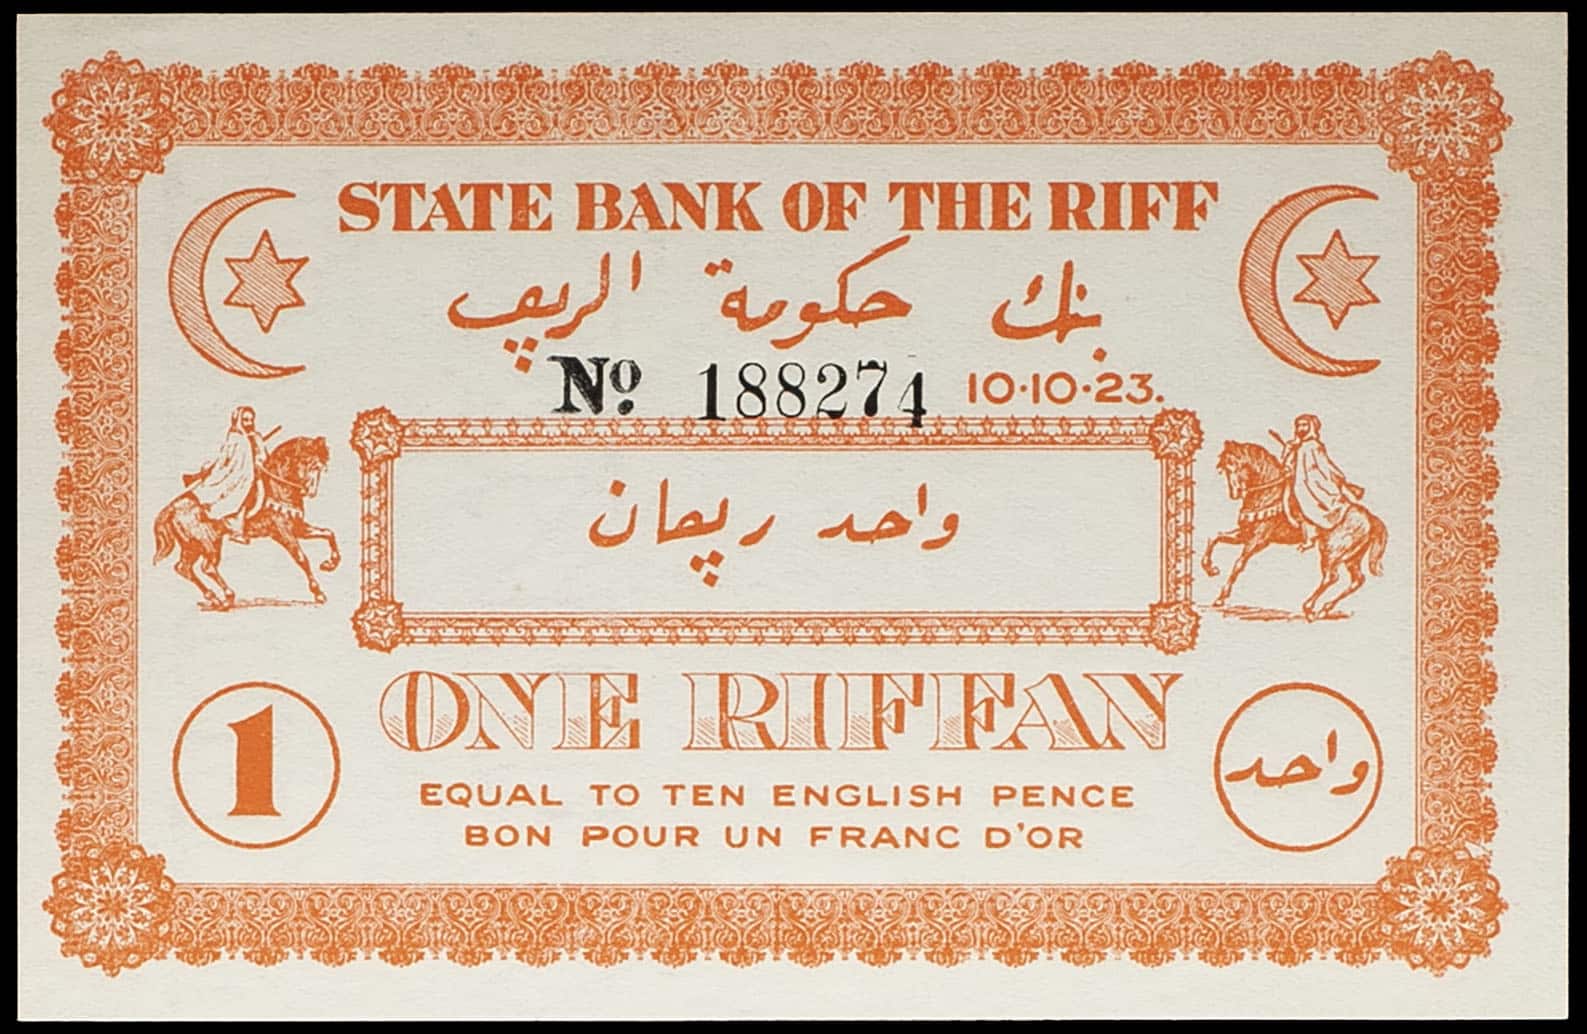 STATE BANK OF THE RIFF
بنك حكومة الريف
Nº. 188274 10·10·23.
واحد ريفان
ONE RIFFAN
1
واحد
EQUAL TO TEN ENGLISH PENCE
BON POUR UN FRANC D'OR